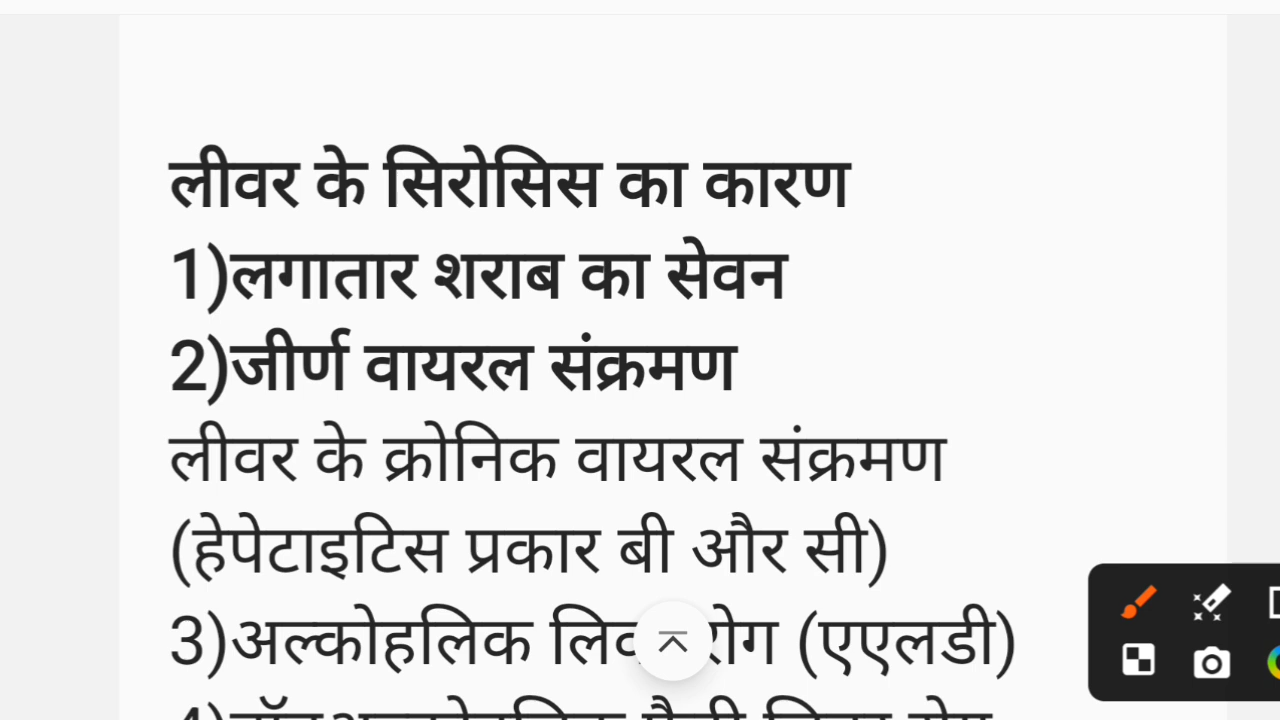 लीवर के सिरोसिस का कारण
1)लगातार शराब का सेवन
2)जीर्ण वायरल संक्रमण
लीवर के क्रोनिक वायरल संक्रमण
(हेपेटाइटिस प्रकार बी और सी)
3)अल्कोहलिक रोग (एएलडी)